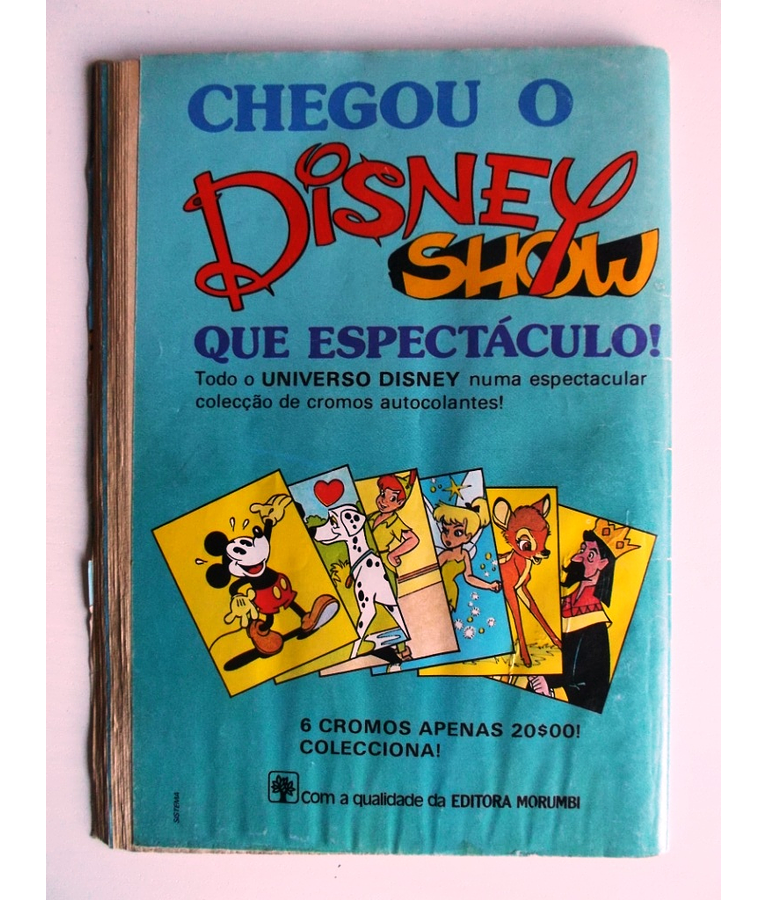 CHEGOU O
DISNEY
SHOW
QUE ESPECTÁCULO!
Todo o UNIVERSO DISNEY numa espectacular
colecção de cromos autocolantes!
6 CROMOS APENAS 20$00!
COLECCIONA!
Com a qualidade da EDITORA MORUMBI
SISTEMA